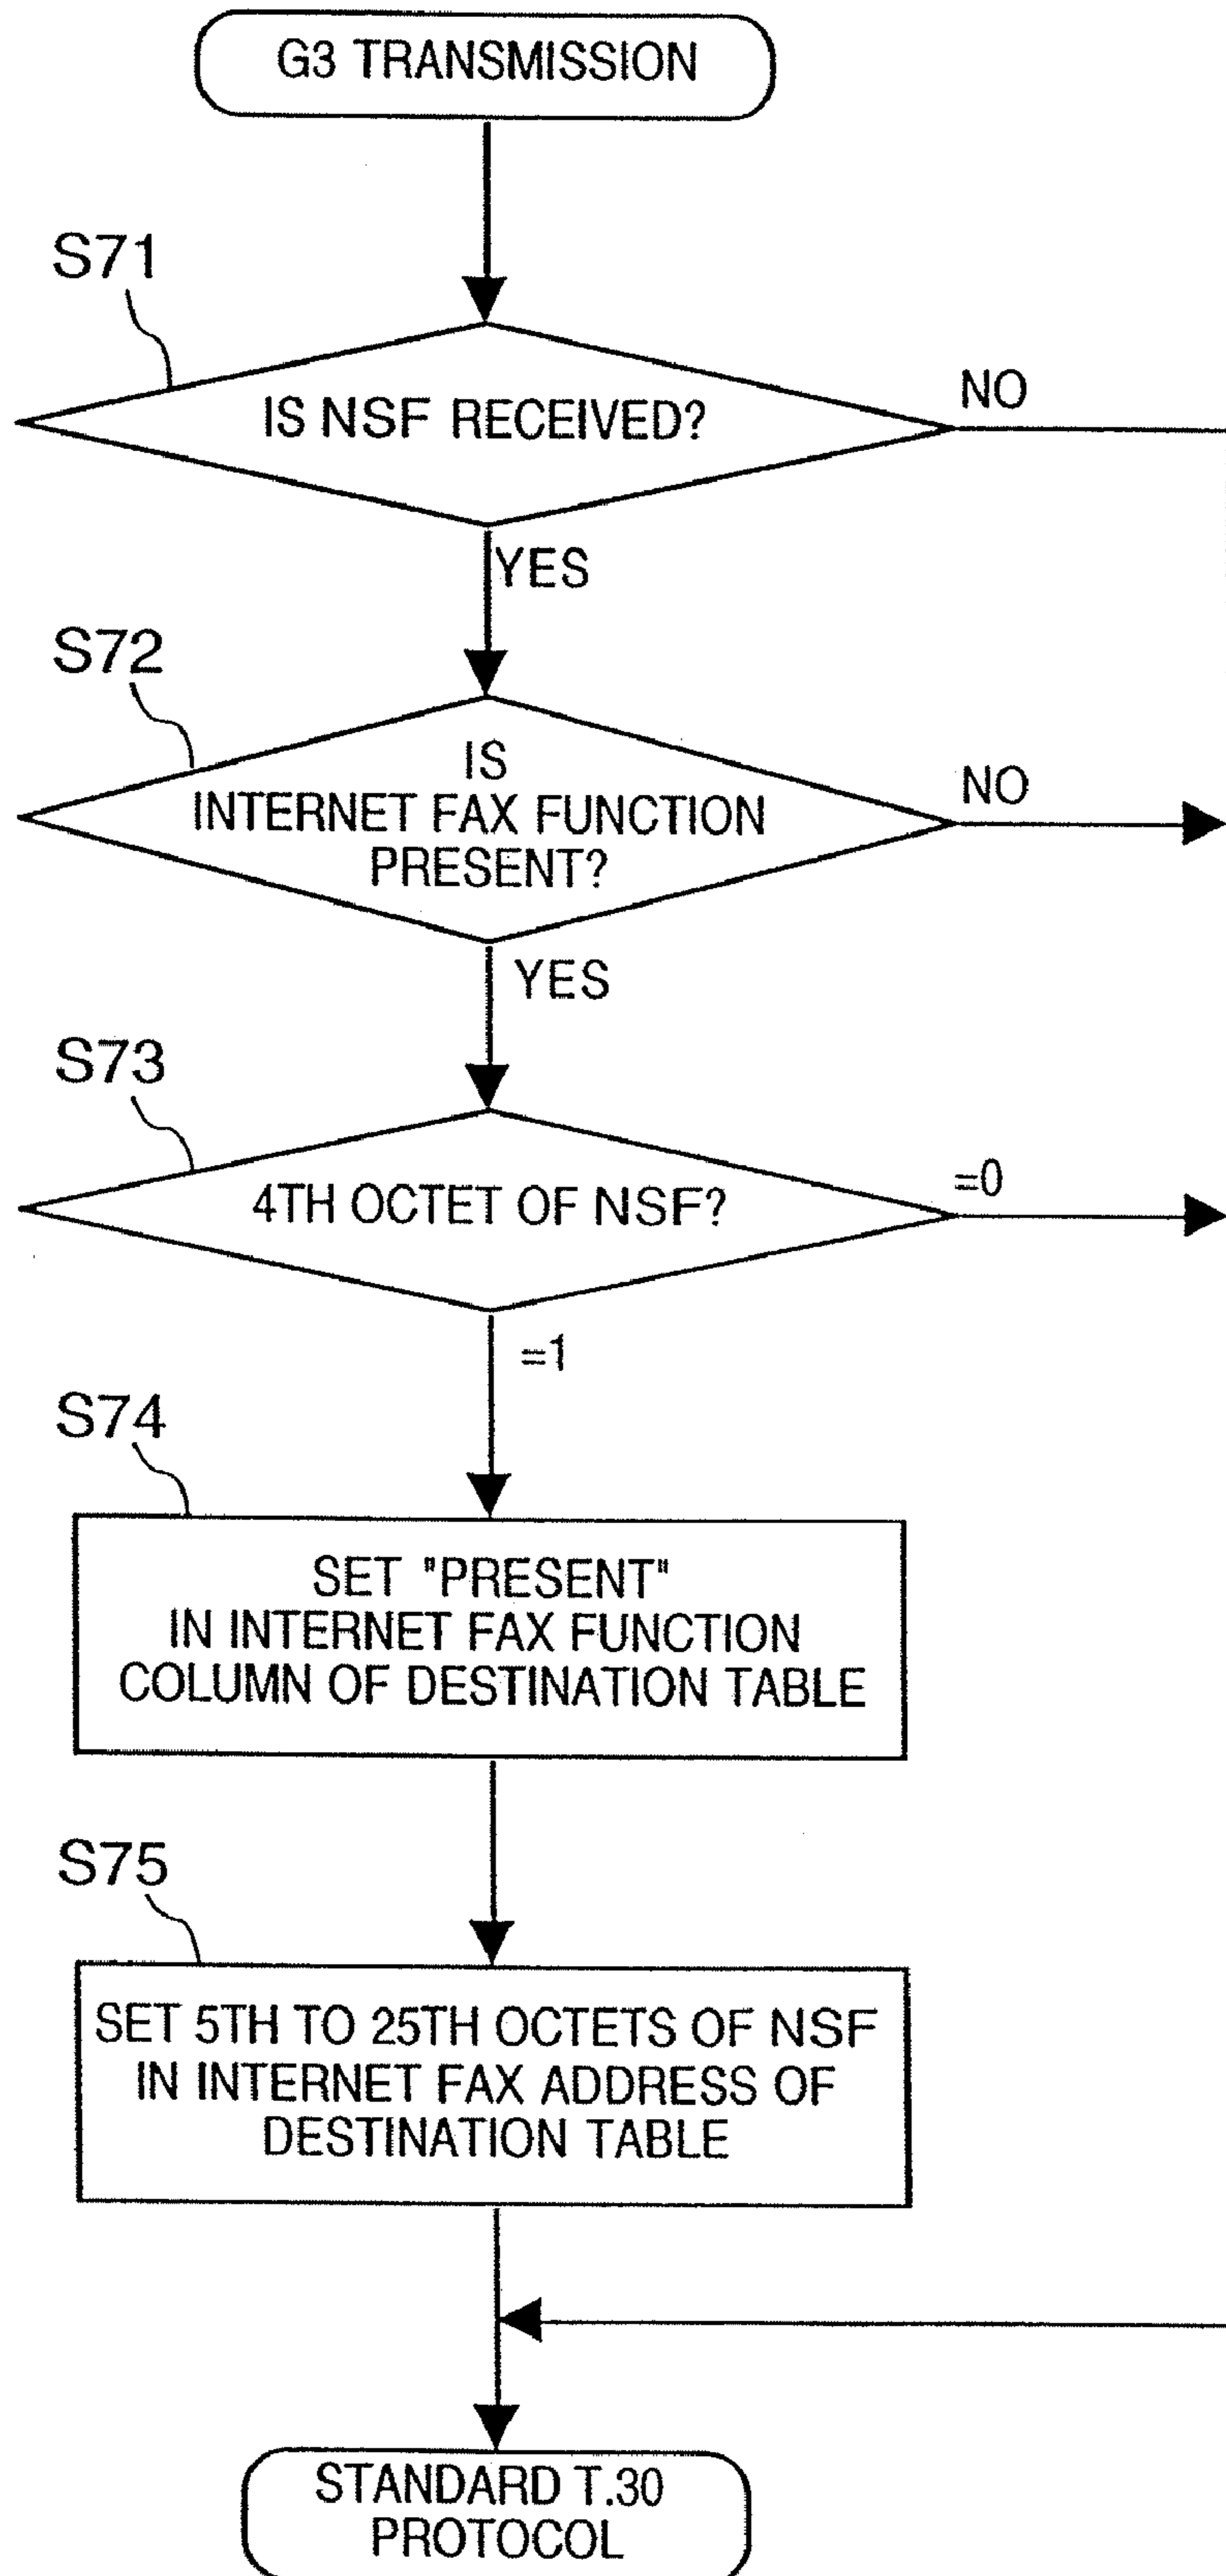 G3 TRANSMISSION
S71
IS NSF RECEIVED?
NO
YES
S72
IS
INTERNET FAX FUNCTION
PRESENT?
NO
YES
S73
4TH OCTET OF NSF?
=0
=1
S74
SET "PRESENT"
IN INTERNET FAX FUNCTION
COLUMN OF DESTINATION TABLE
S75
SET 5TH TO 25TH OCTETS OF NSF
IN INTERNET FAX ADDRESS OF
DESTINATION TABLE
STANDARD T.30
PROTOCOL